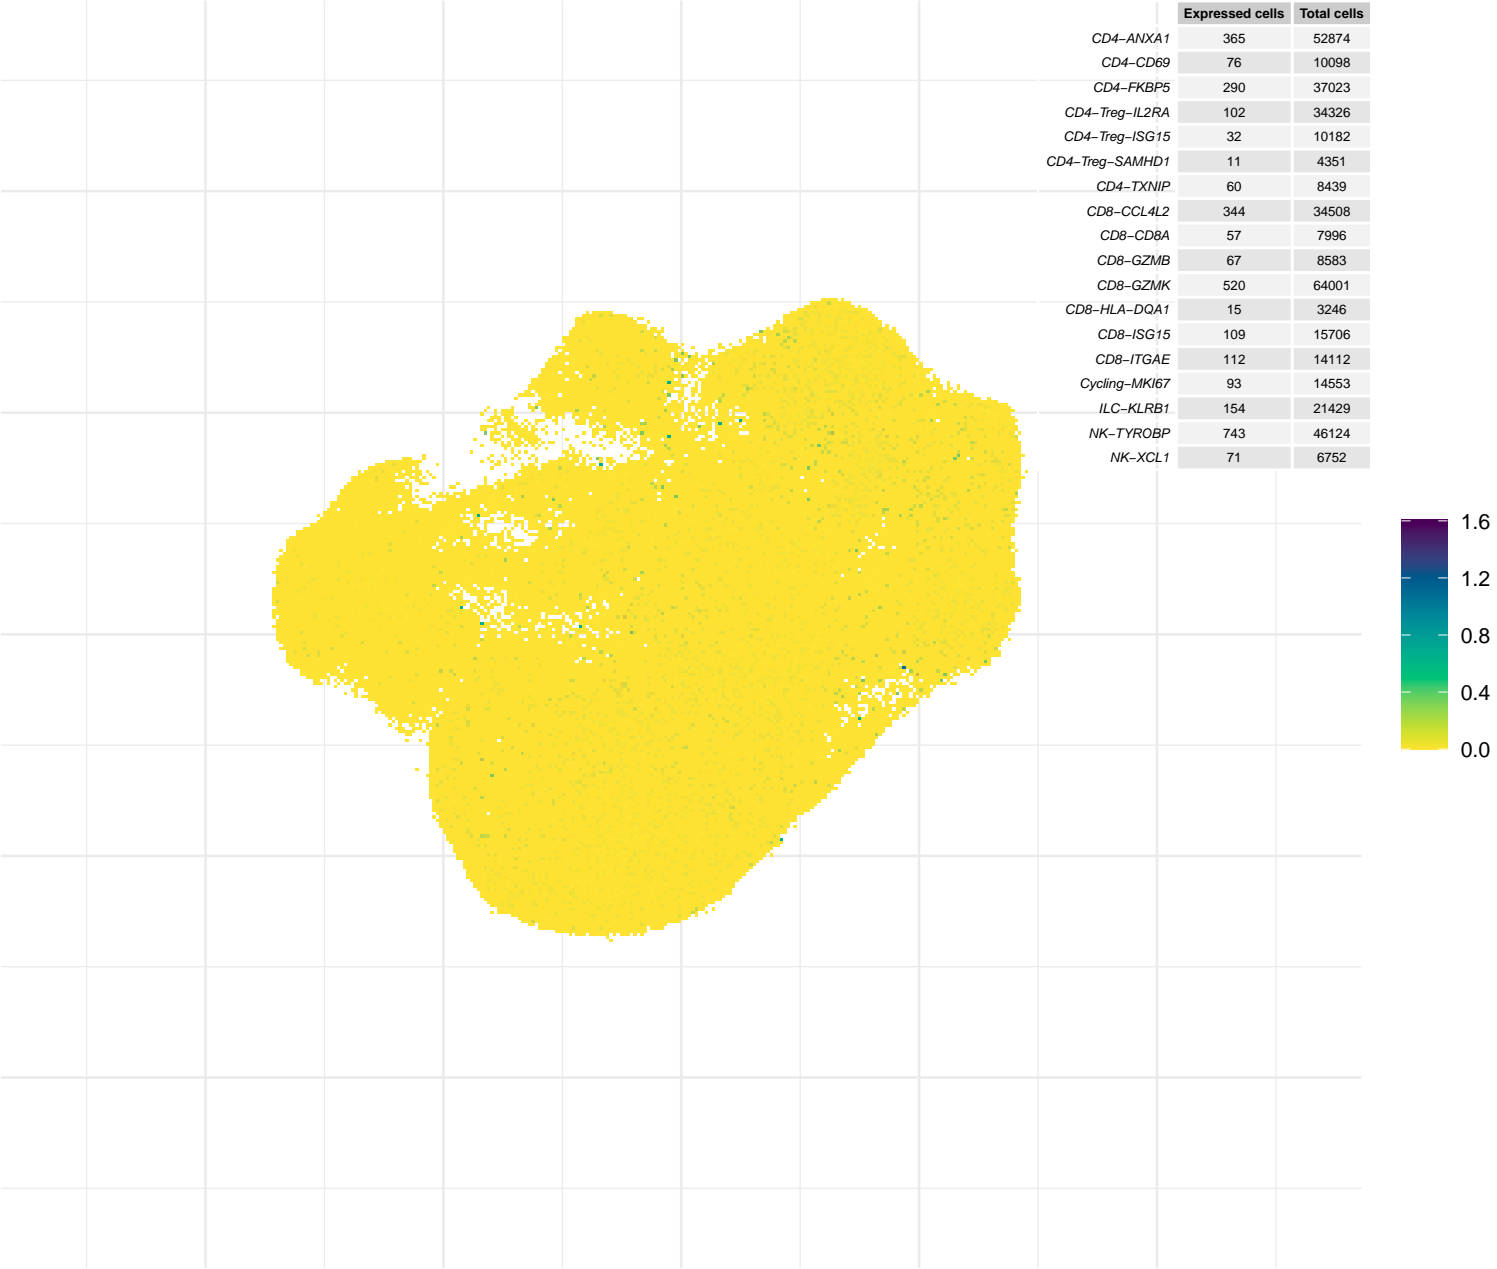 Expressed cells Total cells
CD4−ANXA1 365 52874
CD4−CD69 76 10098
CD4−FKBP5 290 37023
CD4−Treg−IL2RA 102 34326
CD4−Treg−ISG15 32 10182
CD4−Treg−SAMHD1 11 4351
CD4−TXNIP 60 8439
CD8−CCL4L2 344 34508
CD8−CD8A 57 7996
CD8−GZMB 67 8583
CD8−GZMK 520 64001
CD8−HLA−DQA1 15 3246
CD8−ISG15 109 15706
CD8−ITGAE 112 14112
Cycling−MKI67 93 14553
ILC−KLRB1 154 21429
NK−TYROBP 743 46124
NK−XCL1 71 6752
1.6
1.2
0.8
0.4
0.0